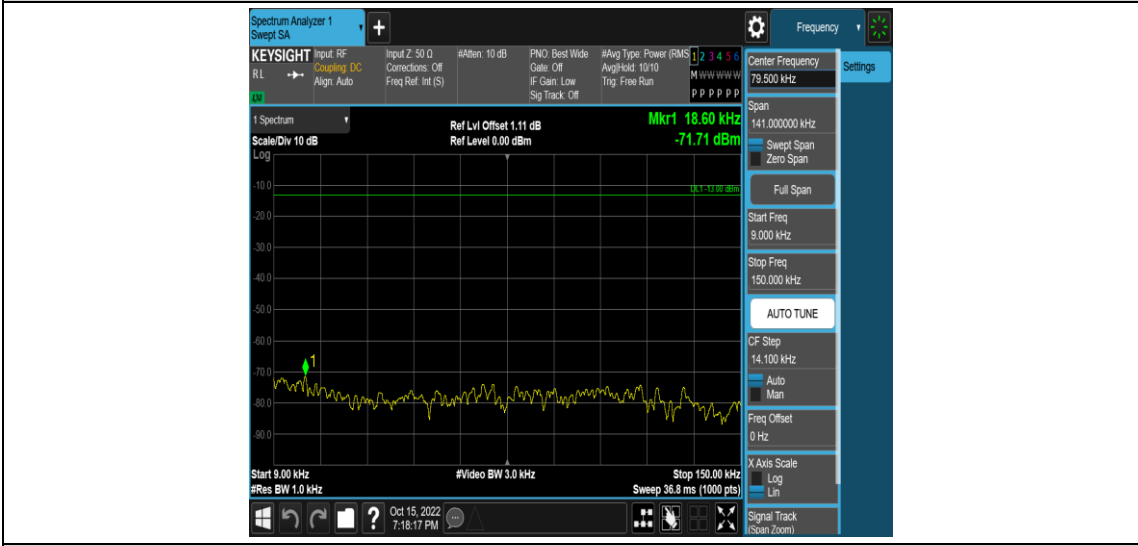 Spectrum Analyzer 1
Swept SA
+
Frequency
KEYSIGHT
RL
Input: RF
Coupling: DC
Align: Auto
Input Z: 50 Ω
Corrections: Off
Freq Ref: Int (S)
#Atten: 10 dB
PNO: Best Wide
Gate: Off
IF Gain: Low
Sig Track: Off
#Avg Type: Power (RMS
Avg|Hold: 10/10
Trig: Free Run
1 2 3 4 5 6
M W W W W W
P P P P P P
1 Spectrum
Scale/Div 10 dB
Log
Ref Lvl Offset 1.11 dB
Ref Level 0.00 dBm
Mkr1 18.60 kHz
-71.71 dBm
DL1 -13.00 dBm
-10.0
-20.0
-30.0
-40.0
-50.0
-60.0
-70.0
-80.0
-90.0
1
Start 9.00 kHz
#Res BW 1.0 kHz
#Video BW 3.0 kHz
Stop 150.00 kHz
Sweep 36.8 ms (1000 pts)
?
Oct 15, 2022
7:18:17 PM
Center Frequency
79.500 kHz
Settings
Span
141.000000 kHz
Swept Span
Zero Span
Full Span
Start Freq
9.000 kHz
Stop Freq
150.000 kHz
AUTO TUNE
CF Step
14.100 kHz
Auto
Man
Freq Offset
0 Hz
X Axis Scale
Log
Lin
Signal Track
(Span Zoom)